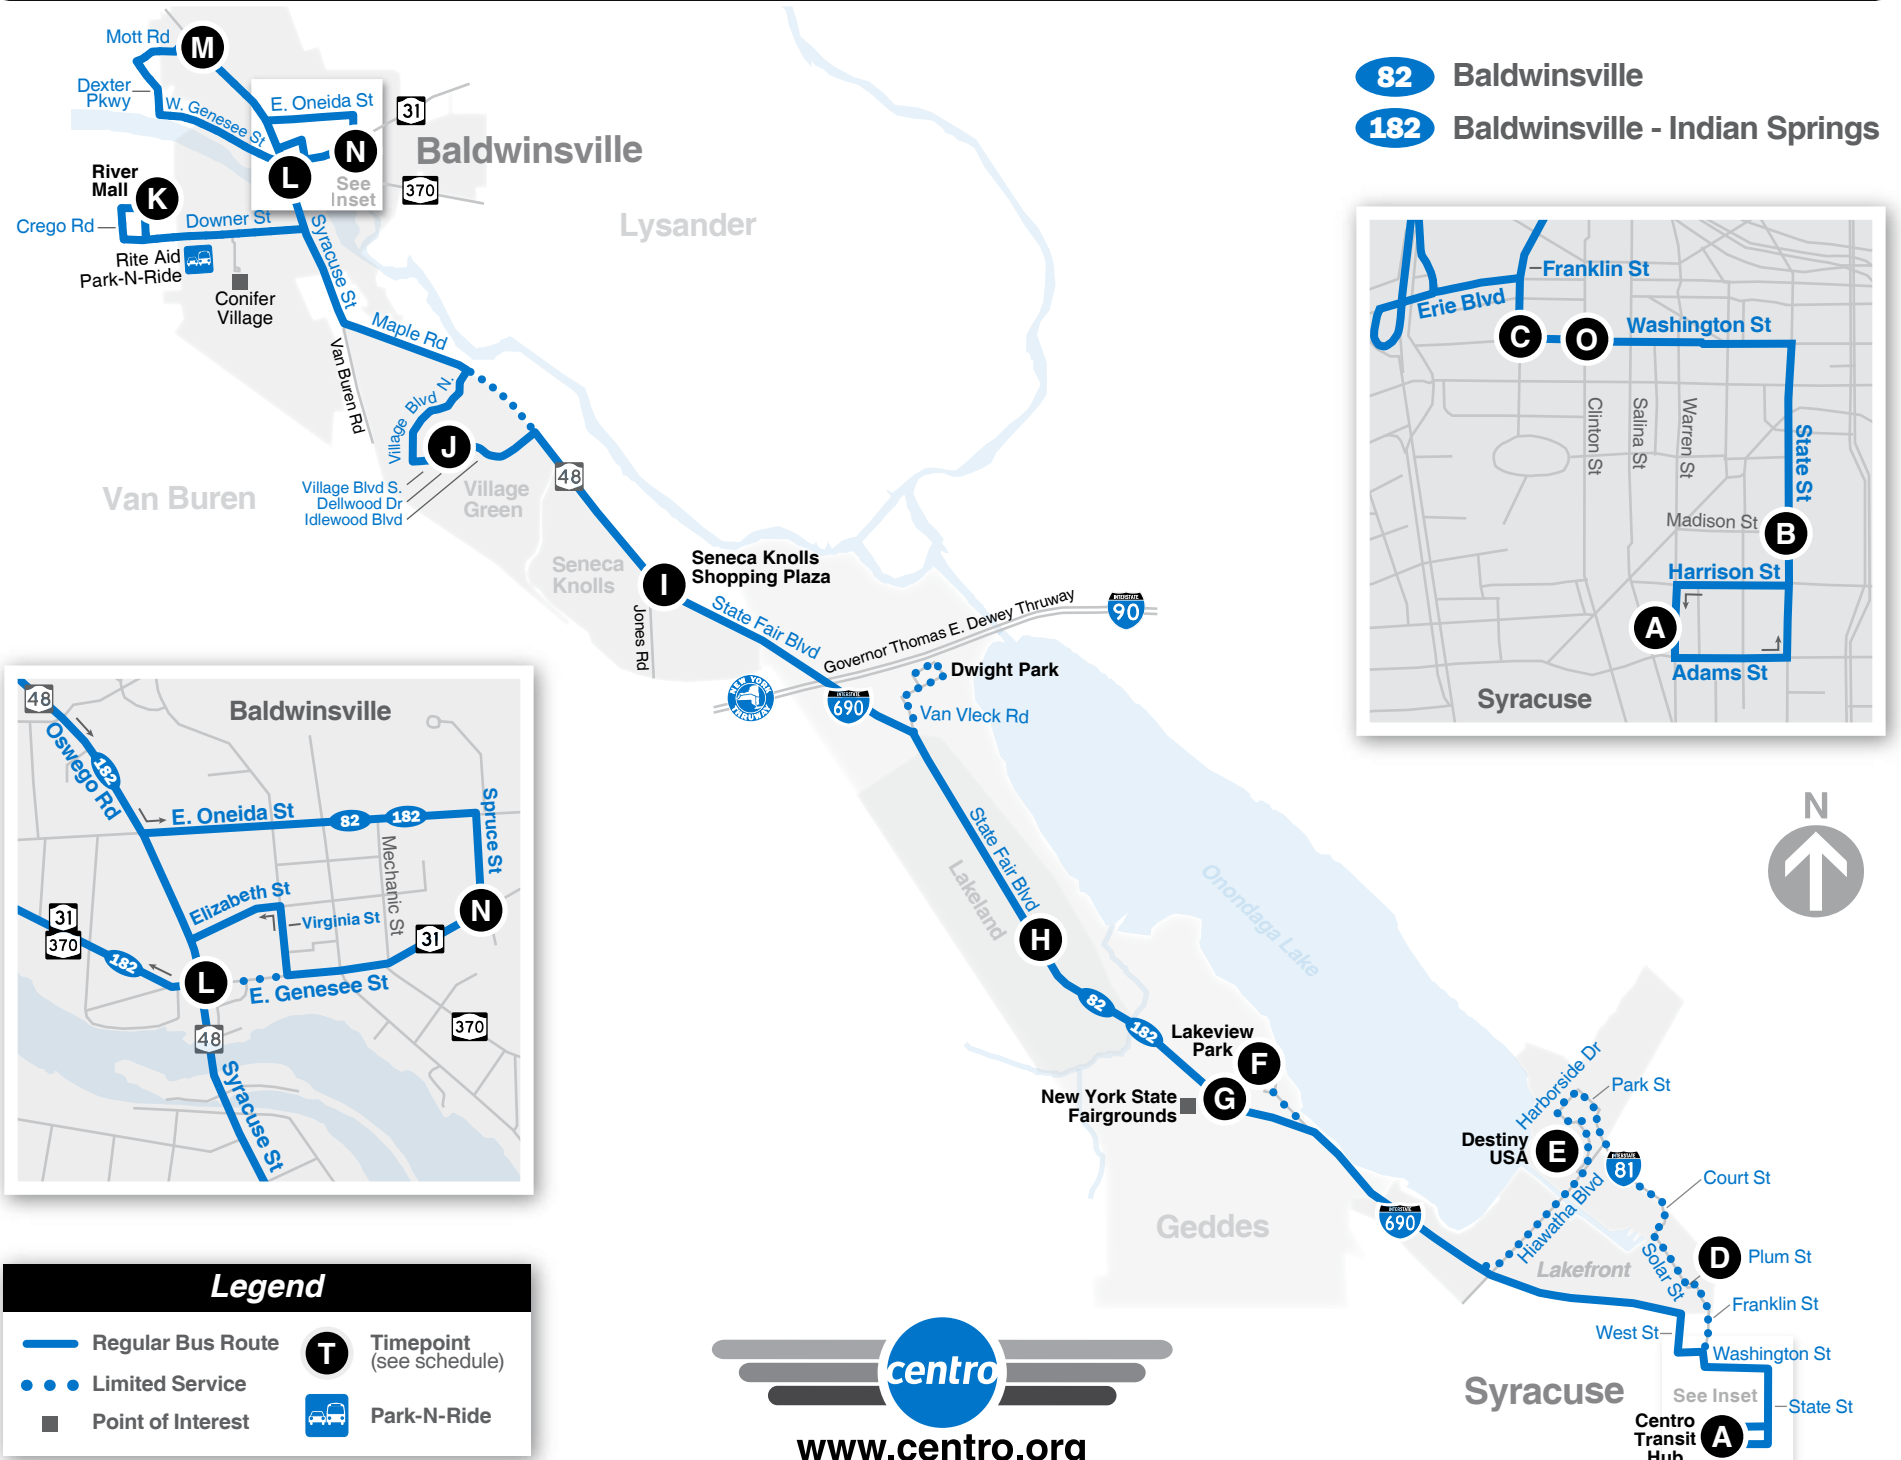 82 Baldwinsville
182 Baldwinsville - Indian Springs
Mott Rd
M
Dexter
Pkwy
W. Genesee St
E. Oneida St
31
Baldwinsville
N
L
See
Inset
370
River
Mall
K
Crego Rd
Downer St
Rite Aid
Park-N-Ride
Conifer
Village
Syracuse St
Maple Rd
Van Buren Rd
Lysander
Village Blvd N.
J
Village Blvd S.
Dellwood Dr
Idlewood Blvd
Village
Green
48
Van Buren
Seneca
Knolls
I
Seneca Knolls
Shopping Plaza
Jones Rd
State Fair Blvd
Governor Thomas E. Dewey Thruway
INTERSTATE
90
NEW YORK
THRUWAY
INTERSTATE
690
Dwight Park
Van Vleck Rd
State Fair Blvd
Lakeland
Onondaga Lake
H
82
182
Lakeview
Park
F
G
New York State
Fairgrounds
Geddes
INTERSTATE
690
Harborside Dr
Park St
Destiny
USA
E
INTERSTATE
81
Court St
Hiawatha Blvd
Lakefront
Solar St
D
Plum St
Franklin St
West St
Washington St
See Inset
State St
Syracuse
Centro
Transit
Hub
A
Franklin St
Erie Blvd
C
O
Washington St
Clinton St
Salina St
Warren St
State St
Madison St
B
Harrison St
A
Adams St
Syracuse
N
48
Baldwinsville
Oswego Rd
182
E. Oneida St
82
182
Spruce St
Mechanic St
Elizabeth St
Virginia St
N
31
370
182
31
L
E. Genesee St
48
370
Syracuse St
Legend
Regular Bus Route
Limited Service
Point of Interest
T
Timepoint
(see schedule)
Park-N-Ride
centro
www.centro.org